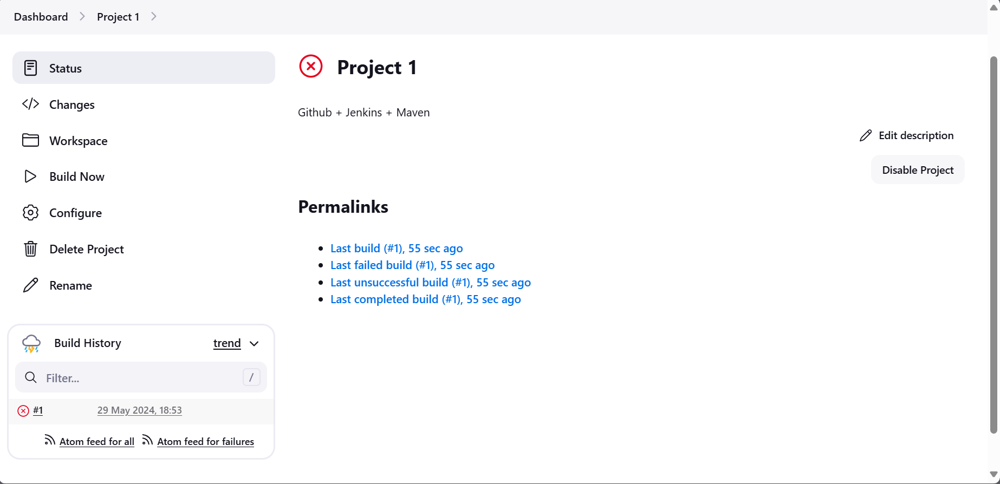 Dashboard
Project 1
Status
Changes
Workspace
Build Now
Configure
Delete Project
Rename
Build History
trend
Filter...
/
#1
29 May 2024, 18:53
Atom feed for all
Atom feed for failures
Project 1
Github + Jenkins + Maven
Edit description
Disable Project
Permalinks
Last build (#1), 55 sec ago
Last failed build (#1), 55 sec ago
Last unsuccessful build (#1), 55 sec ago
Last completed build (#1), 55 sec ago